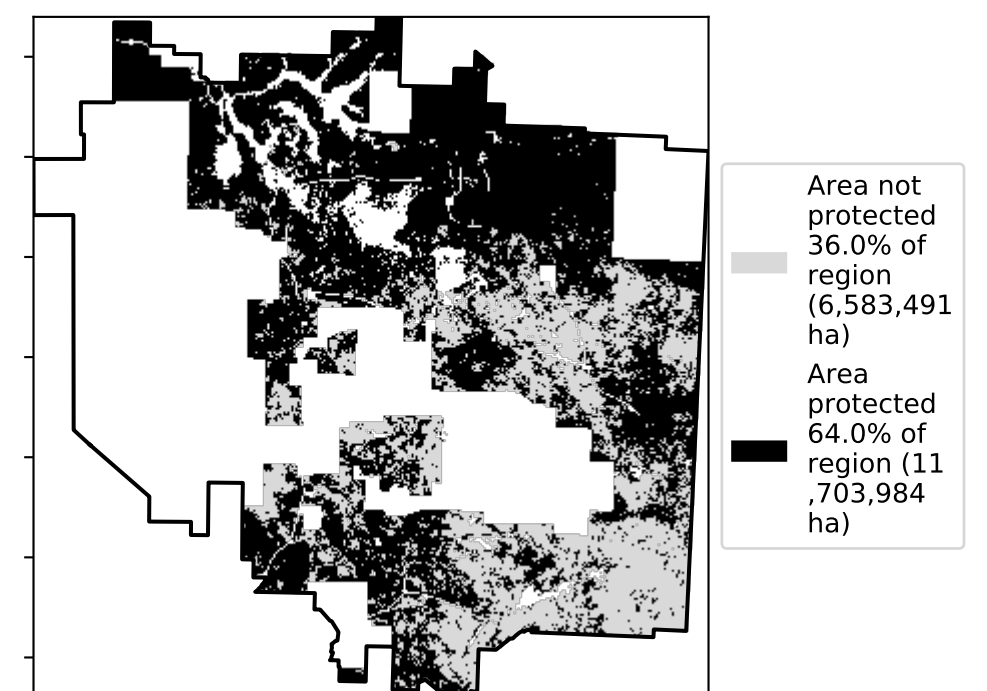 Area not
protected
36.0% of
region
(6,583,491
ha)
Area
protected
64.0% of
region (11
,703,984
ha)